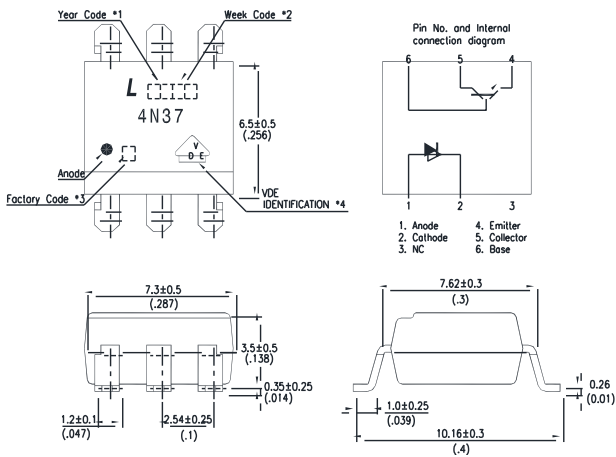 Year Code *1
Week Code *2
L
4N37
V
D E
Anode
Factory Code *3
VDE
IDENTIFICATION *4
6.5±0.5
(.256)
Pin No. and Internal
connection diagram
6 5 4
1 2 3
1. Anode 4. Emitter
2. Cathode 5. Collector
3. NC 6. Base
7.3±0.5
(.287)
3.5±0.5
(.138)
0.35±0.25
(.014)
1.2±0.1
(.047)
2.54±0.25
(.1)
7.62±0.3
(.3)
0.26
(0.01)
1.0±0.25
(.039)
10.16±0.3
(.4)